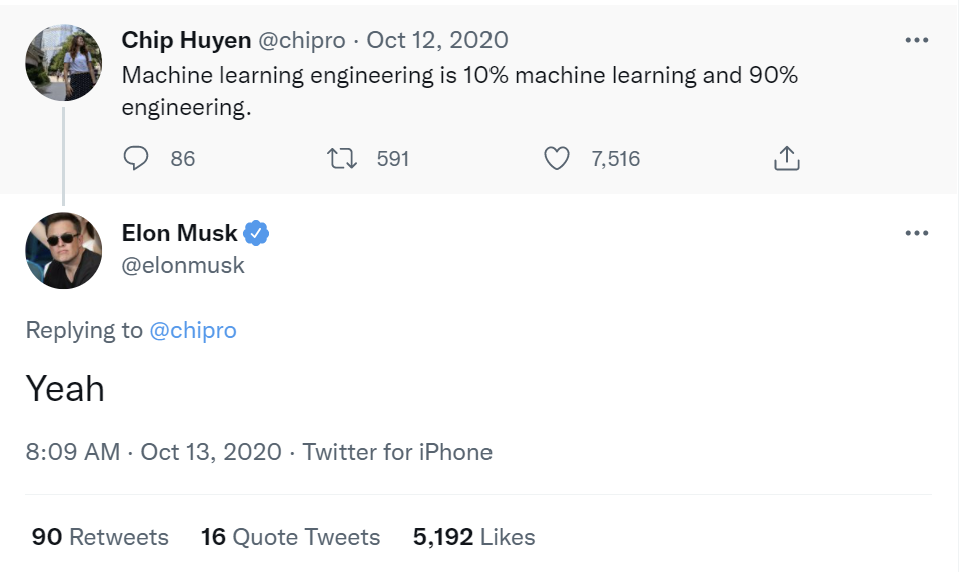 Chip Huyen @chipro · Oct 12, 2020
Machine learning engineering is 10% machine learning and 90%
engineering.
86 591 7,516
Elon Musk
@elonmusk
Replying to @chipro
Yeah
8:09 AM · Oct 13, 2020 · Twitter for iPhone
90 Retweets 16 Quote Tweets 5,192 Likes